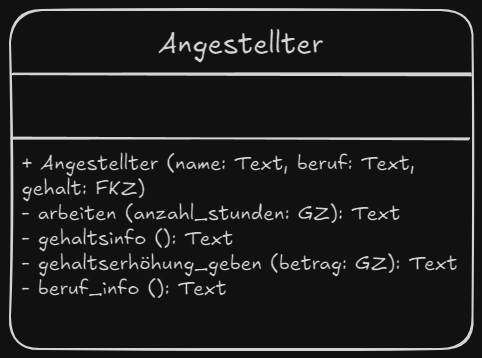 Angestellter
+ Angestellter (name: Text, beruf: Text,
gehalt: FKZ)
- arbeiten (anzahl_stunden: GZ): Text
- gehaltsinfo (): Text
- gehaltserhöhung_geben (betrag: GZ): Text
- beruf_info (): Text